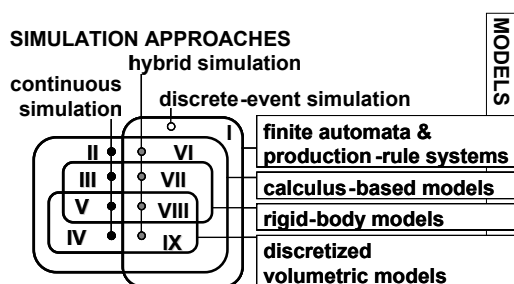 SIMULATION APPROACHES
hybrid simulation
continuous
simulation
discrete-event simulation
MODELS
I
II
VI
III
VII
V
VIII
IV
IX
finite automata &
production-rule systems
calculus-based models
rigid-body models
discretized
volumetric models